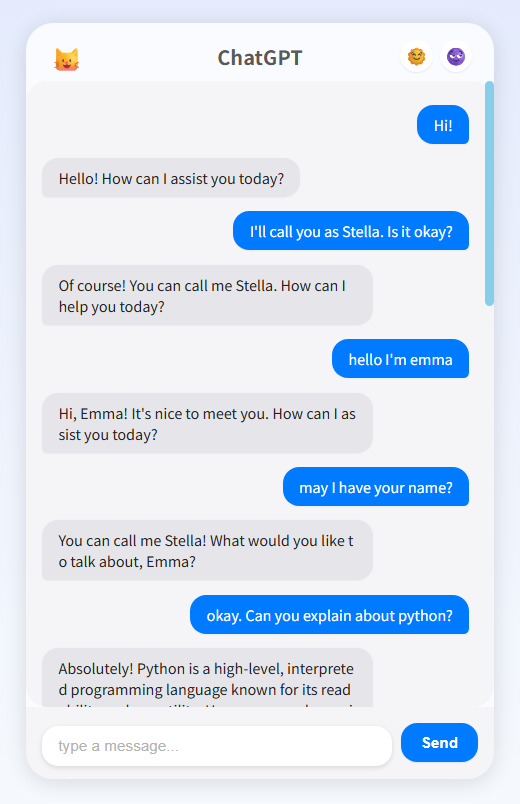 ChatGPT
Hi!
Hello! How can I assist you today?
I'll call you as Stella. Is it okay?
Of course! You can call me Stella. How can I
help you today?
hello I'm emma
Hi, Emma! It's nice to meet you. How can I as
sist you today?
may I have your name?
You can call me Stella! What would you like t
o talk about, Emma?
okay. Can you explain about python?
Absolutely! Python is a high-level, interprete
d programming language known for its read
type a message...
Send